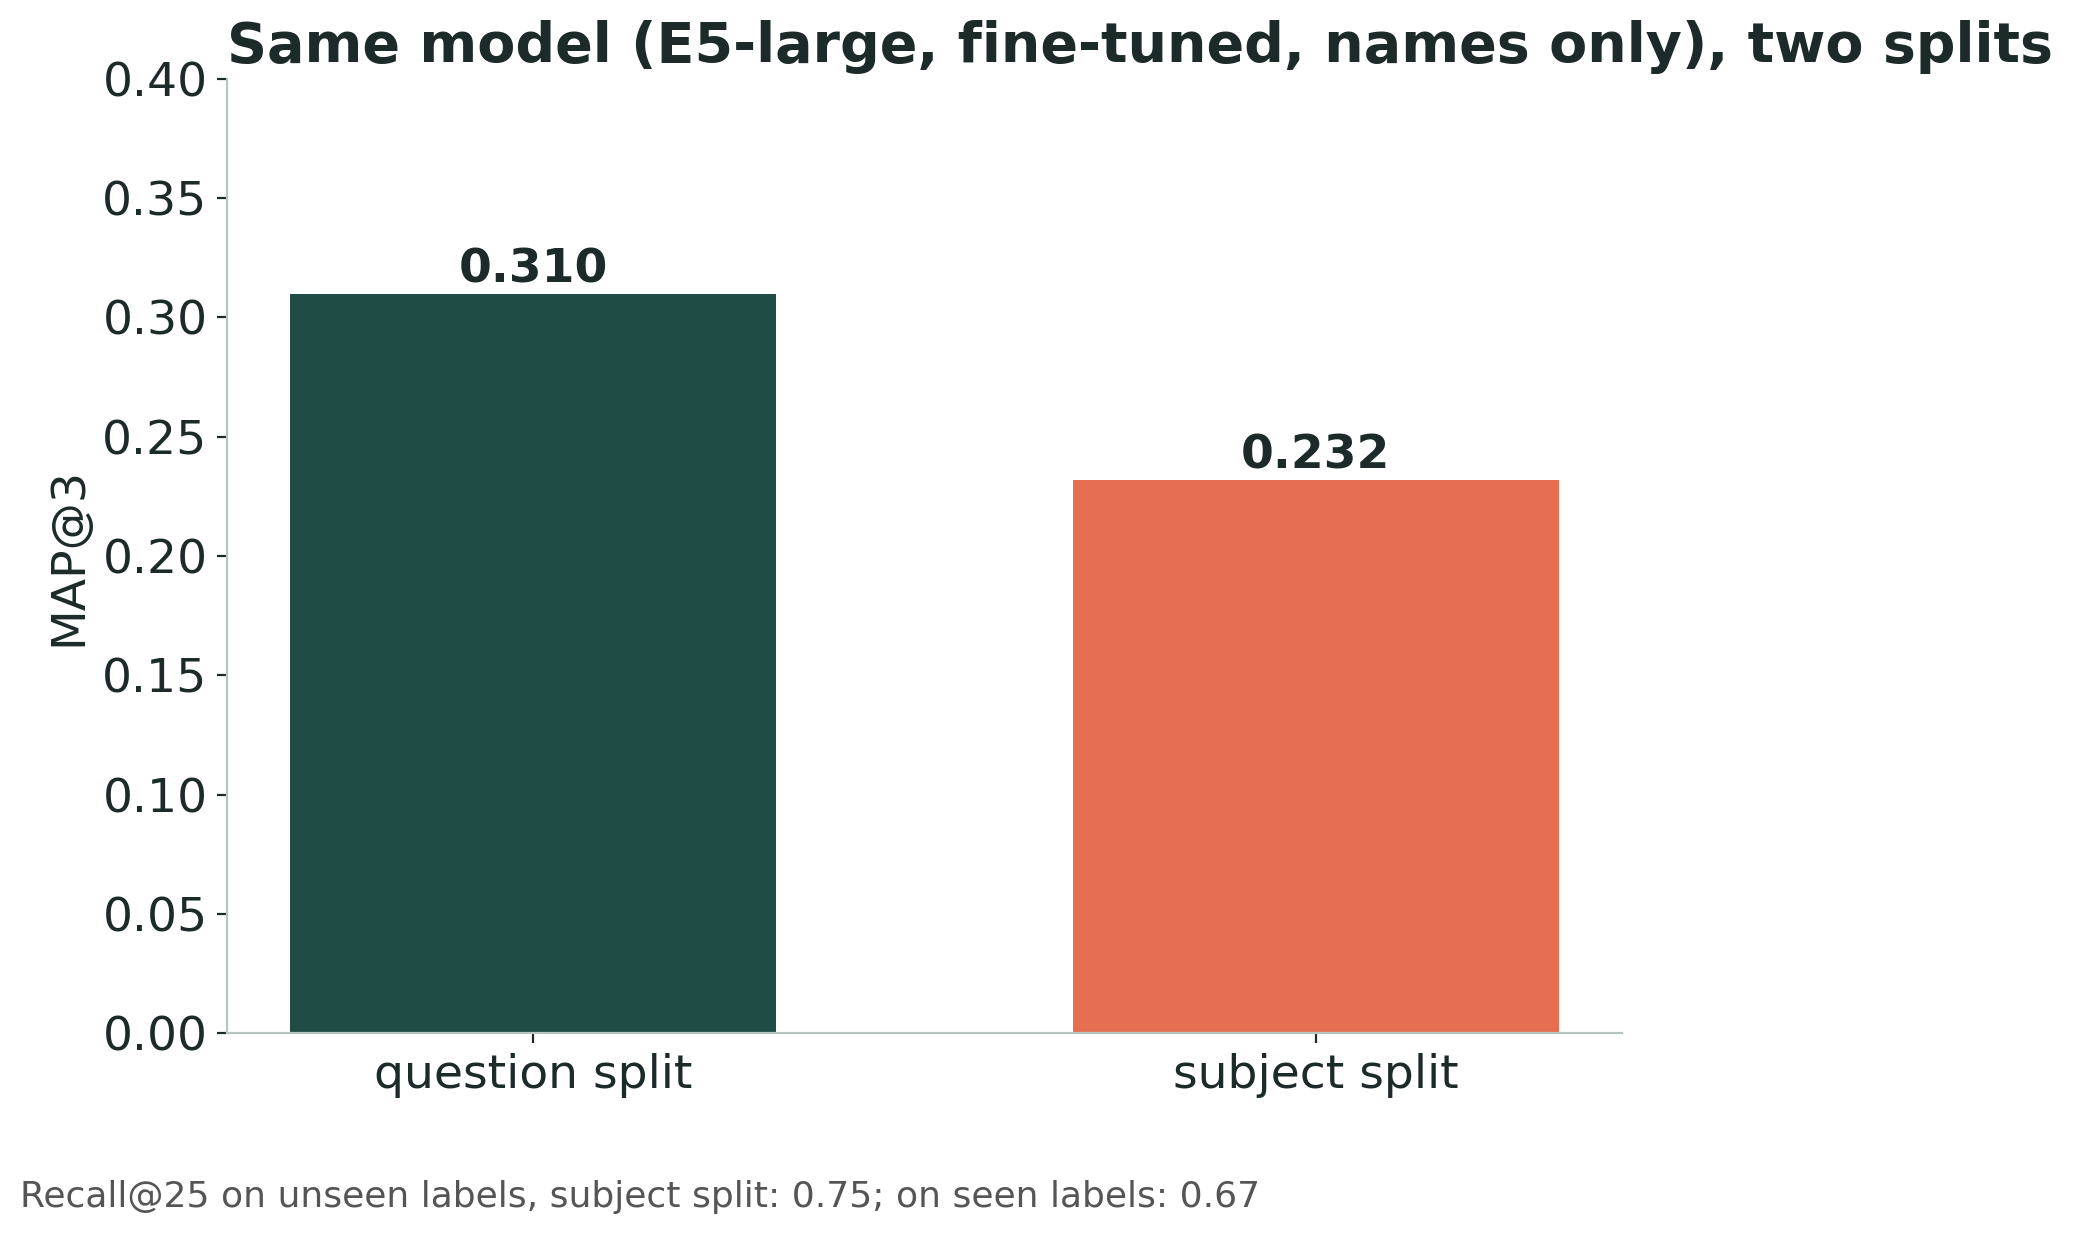 Same model (E5-large, fine-tuned, names only), two splits
MAP@3
0.40
0.35
0.30
0.25
0.20
0.15
0.10
0.05
0.00
0.310
0.232
question split
subject split
Recall@25 on unseen labels, subject split: 0.75; on seen labels: 0.67